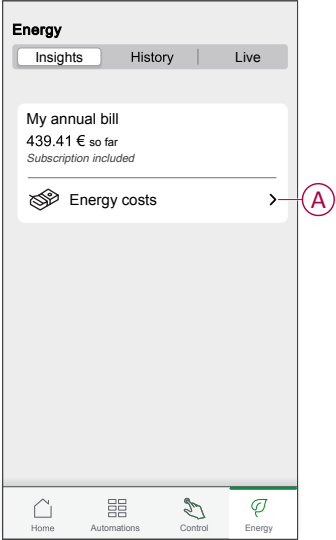 Energy
Insights History Live
My annual bill
439.41 € so far
Subscription included
Energy costs
A
Home Automations Control Energy